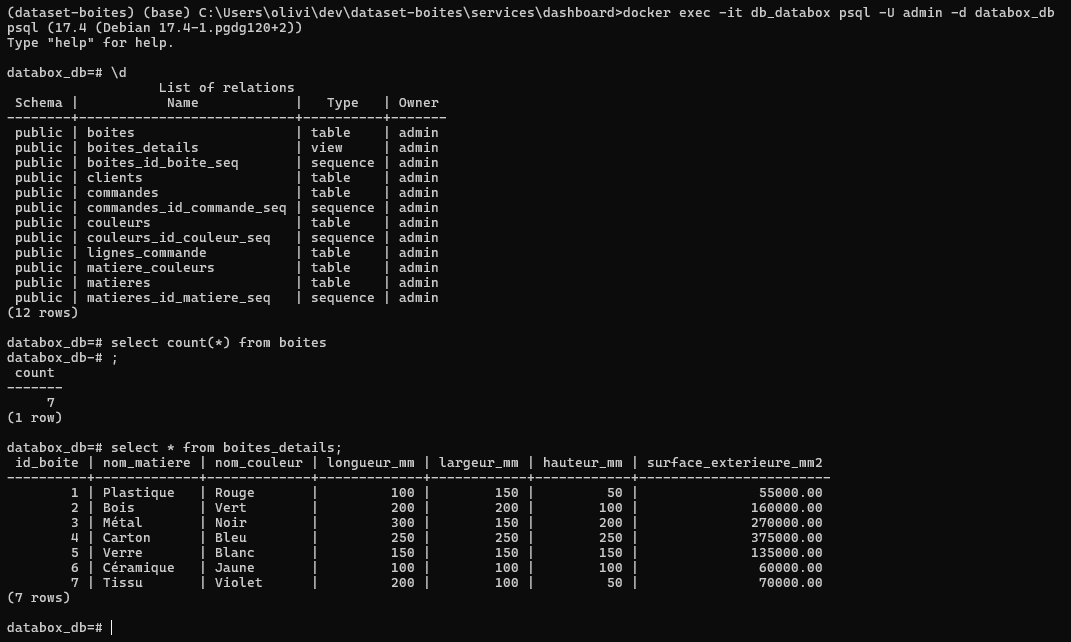 (dataset-boites) (base) C:\Users\olivi\dev\dataset-boites\services\dashboard>docker exec -it db_databox psql -U admin -d databox_db
psql (17.4 (Debian 17.4-1.pgdg120+2))
Type "help" for help.

databox_db=# \d
                   List of relations
 Schema |           Name            |   Type   | Owner
--------+---------------------------+----------+-------
 public | boites                    | table    | admin
 public | boites_details            | view     | admin
 public | boites_id_boite_seq       | sequence | admin
 public | clients                   | table    | admin
 public | commandes                 | table    | admin
 public | commandes_id_commande_seq | sequence | admin
 public | couleurs                  | table    | admin
 public | couleurs_id_couleur_seq   | sequence | admin
 public | lignes_commande           | table    | admin
 public | matiere_couleurs          | table    | admin
 public | matieres                  | table    | admin
 public | matieres_id_matiere_seq   | sequence | admin
(12 rows)

databox_db=# select count(*) from boites
databox_db-# ;
 count
-------
     7
(1 row)

databox_db=# select * from boites_details;
 id_boite | nom_matiere | nom_couleur | longueur_mm | largeur_mm | hauteur_mm | surface_exterieure_mm2
----------+-------------+-------------+-------------+------------+------------+------------------------
        1 | Plastique   | Rouge       |         100 |        150 |         50 |               55000.00
        2 | Bois        | Vert        |         200 |        200 |        100 |              160000.00
        3 | Métal       | Noir        |         300 |        150 |        200 |              270000.00
        4 | Carton      | Bleu        |         250 |        250 |        250 |              375000.00
        5 | Verre       | Blanc       |         150 |        150 |        150 |              135000.00
        6 | Céramique   | Jaune       |         100 |        100 |        100 |               60000.00
        7 | Tissu       | Violet      |         200 |        100 |         50 |               70000.00
(7 rows)

databox_db=#